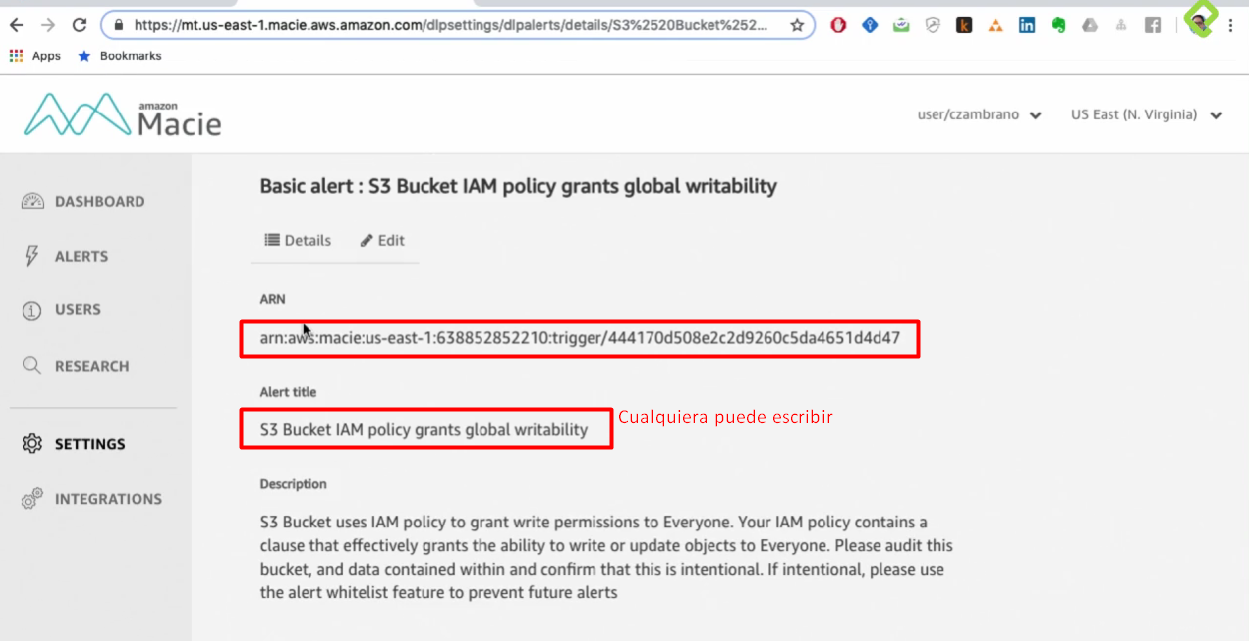 https://mt.us-east-1.macie.aws.amazon.com/dlpsettings/dlpalerts/details/S3%2520Bucket%252...
Apps
Bookmarks
amazon
Macie
user/czambrano
US East (N. Virginia)
DASHBOARD
ALERTS
USERS
RESEARCH
SETTINGS
INTEGRATIONS
Basic alert : S3 Bucket IAM policy grants global writability
Details
Edit
ARN
arn:aws:macie:us-east-1:638852852210:trigger/444170d508e2c2d9260c5da4651d4d47
Alert title
S3 Bucket IAM policy grants global writability
Cualquiera puede escribir
Description
S3 Bucket uses IAM policy to grant write permissions to Everyone. Your IAM policy contains a
clause that effectively grants the ability to write or update objects to Everyone. Please audit this
bucket, and data contained within and confirm that this is intentional. If intentional, please use
the alert whitelist feature to prevent future alerts